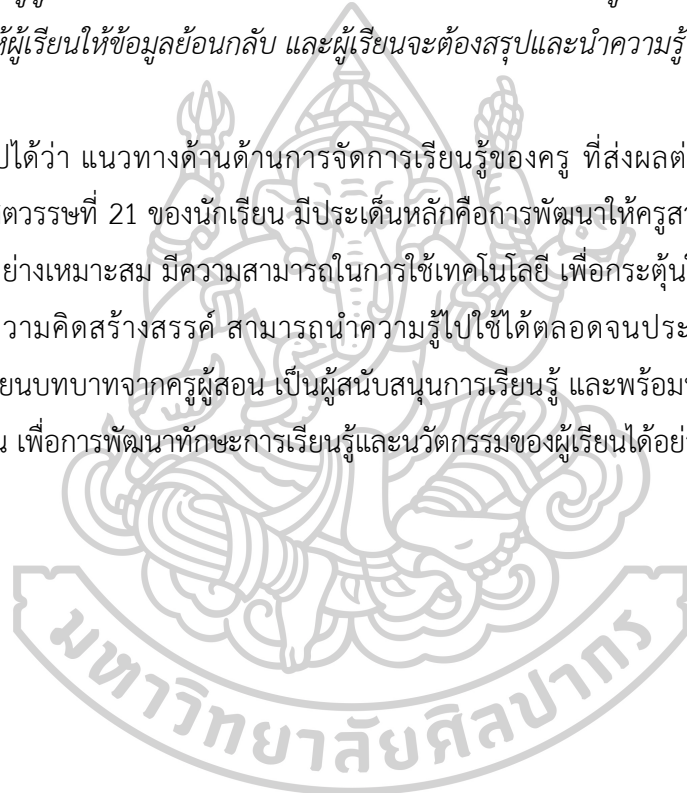 ให้ผู้เรียนให้ข้อมูลย้อนกลับ และผู้เรียนจะต้องสรุปและนำความรู้
ปได้ว่า แนวทางด้านด้านการจัดการเรียนรู้ของครู ที่ส่งผลต่
ตวรรษที่ 21 ของนักเรียน มีประเด็นหลักคือการพัฒนาให้ครูสา
ย่างเหมาะสม มีความสามารถในการใช้เทคโนโลยี เพื่อกระตุ้น
วามคิดสร้างสรรค์ สามารถนำความรู้ไปใช้ได้ตลอดจนประ
ยนบทบาทจากครูผู้สอน เป็นผู้สนับสนุนการเรียนรู้ และพร้อม
น เพื่อการพัฒนาทักษะการเรียนรู้และนวัตกรรมของผู้เรียนได้อย่
มหาวิทยาลัยศิลปากร